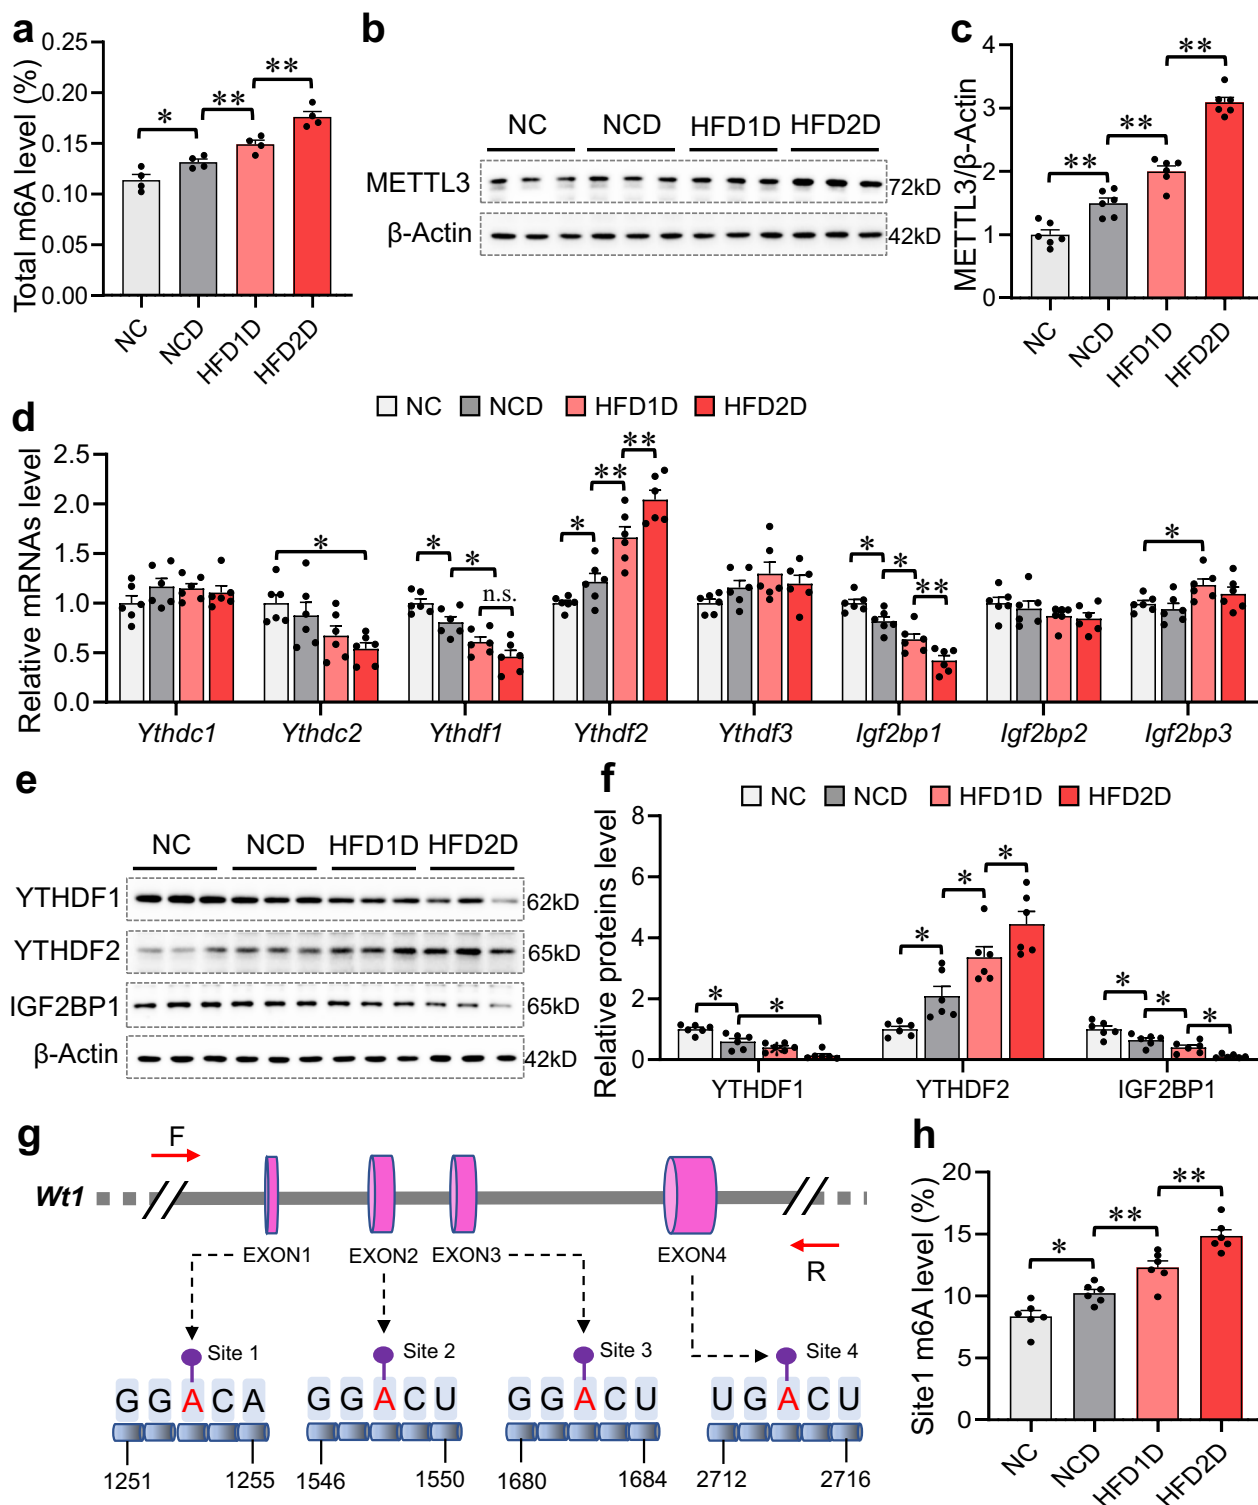 a
Total m6A level (%)
0.25
0.20
0.15
0.10
0.05
0.00
*
**
**
NC
NCD
HFD1D
HFD2D
b
NC NCD HFD1D HFD2D
METTL3
72kD
β-Actin
42kD
c
METTL3/β-Actin
4
3
2
1
0
**
**
**
NC
NCD
HFD1D
HFD2D
NC NCD HFD1D HFD2D
d
Relative mRNAs level
2.5
2.0
1.5
1.0
0.5
0.0
*
*
*
n.s.
*
**
**
*
*
**
*
Ythdc1 Ythdc2 Ythdf1 Ythdf2 Ythdf3 Igf2bp1 Igf2bp2 Igf2bp3
e
NC NCD HFD1D HFD2D
YTHDF1
62kD
YTHDF2
65kD
IGF2BP1
65kD
β-Actin
42kD
f
NC NCD HFD1D HFD2D
Relative proteins level
8
6
4
2
0
*
*
*
*
*
*
*
*
YTHDF1 YTHDF2 IGF2BP1
g
F
Wt1
EXON1 EXON2 EXON3 EXON4
R
Site 1 Site 2 Site 3 Site 4
GGACA GGACU GGACU UGACU
1251 1255 1546 1550 1680 1684 2712 2716
h
Site1 m6A level (%)
20
15
10
5
0
*
**
**
NC
NCD
HFD1D
HFD2D